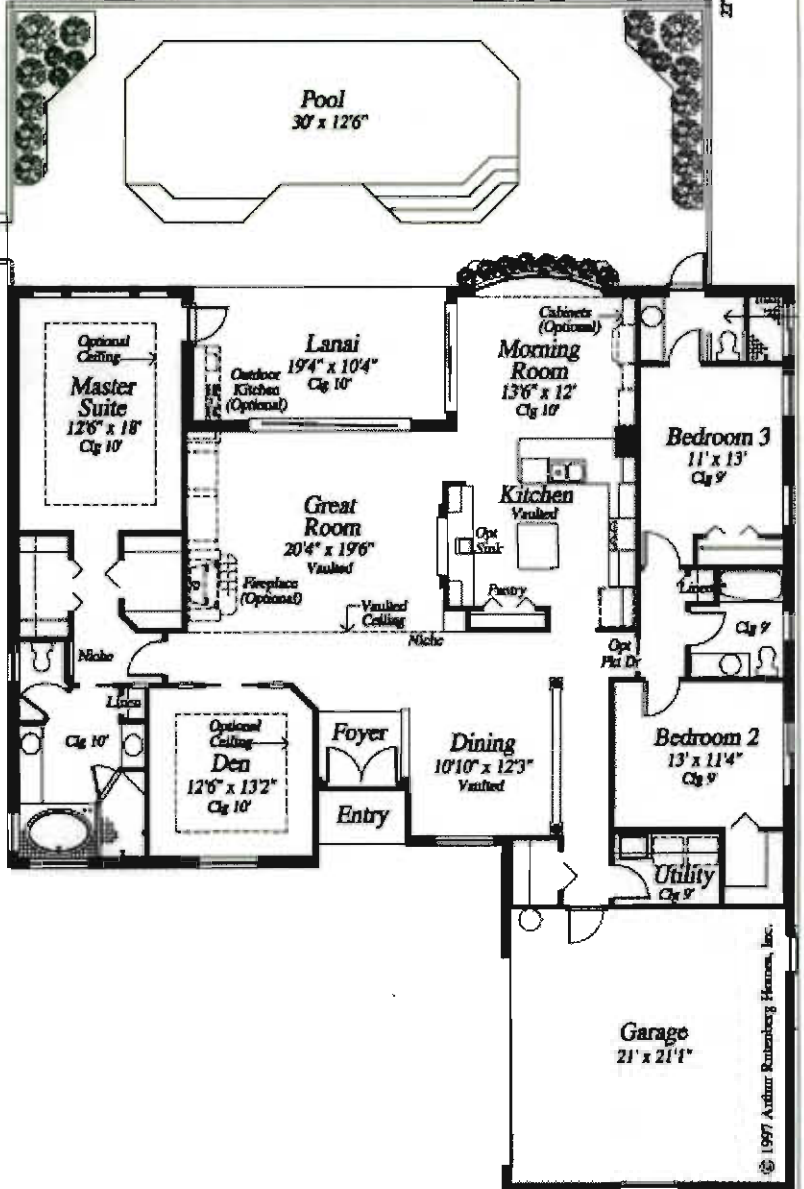 22'
Pool
30' x 12'6"
Optional
Ceiling
Master
Suite
12'6" x 18'
Clg 10'
Lanai
19'4" x 10'4"
Clg 10'
Outdoor
Kitchen
(Optional)
Cabinets
(Optional)
Morning
Room
13'6" x 12'
Clg 10'
Bedroom 3
11' x 13'
Clg 9'
Great
Room
20'4" x 19'6"
Vaulted
Kitchen
Vaulted
Opt
Sink
Fireplace
(Optional)
Pantry
Linen
Clg 9'
Vaulted
Ceiling
Niche
Niche
Opt
Pkt Dr
Linen
Clg 10'
Optional
Ceiling
Den
12'6" x 13'2"
Clg 10'
Foyer
Entry
Dining
10'10" x 12'3"
Vaulted
Bedroom 2
13' x 11'4"
Clg 9'
Utility
Clg 9'
Garage
21' x 21'1"
© 1997 Arthur Rutenberg Homes, Inc.